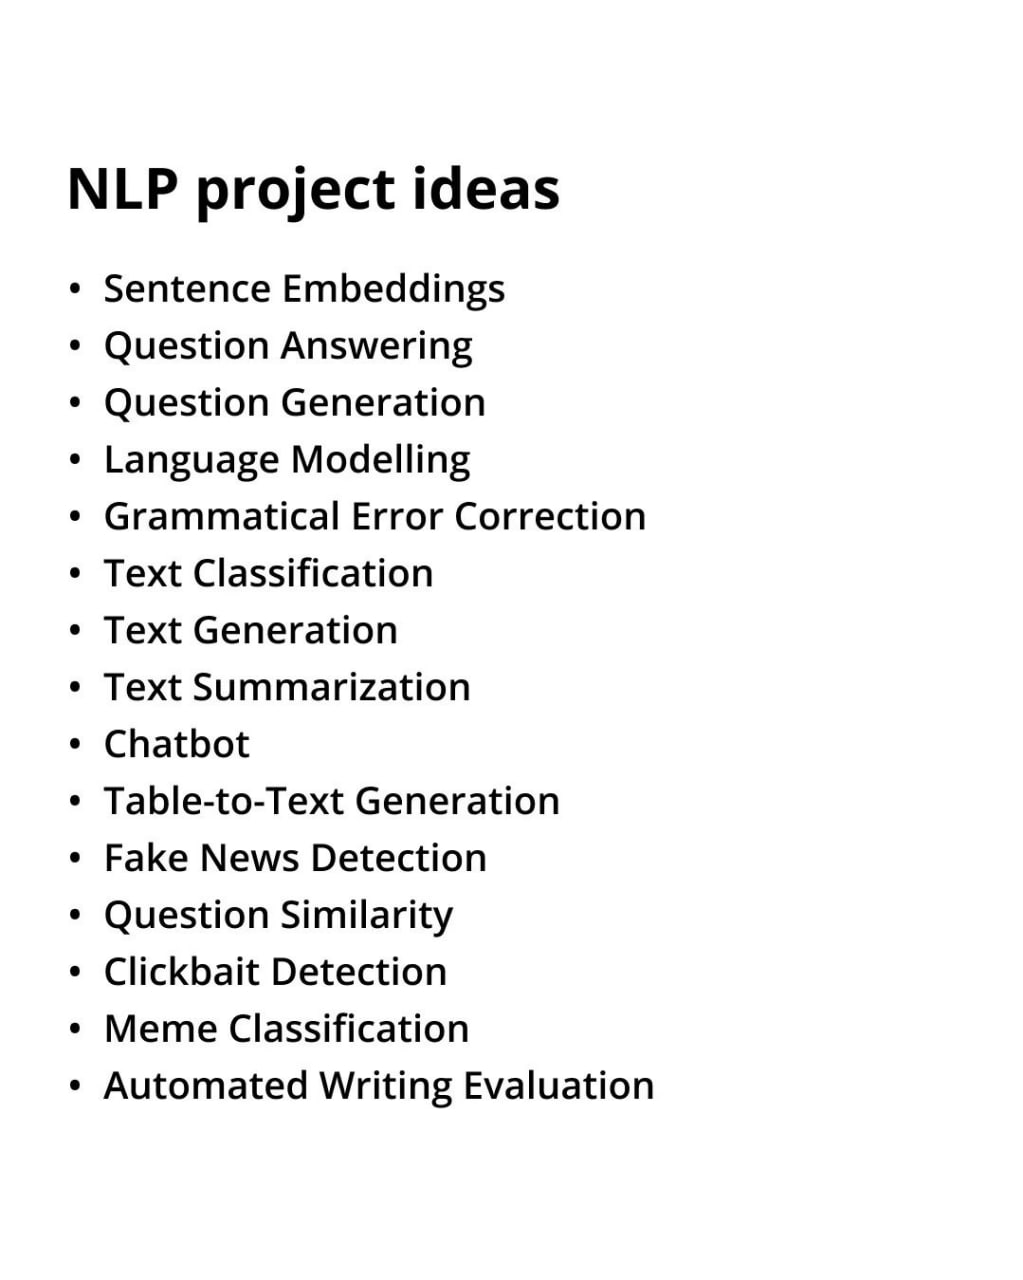 NLP project ideas
• Sentence Embeddings
• Question Answering
• Question Generation
• Language Modelling
• Grammatical Error Correction
• Text Classification
• Text Generation
• Text Summarization
• Chatbot
• Table-to-Text Generation
• Fake News Detection
• Question Similarity
• Clickbait Detection
• Meme Classification
• Automated Writing Evaluation